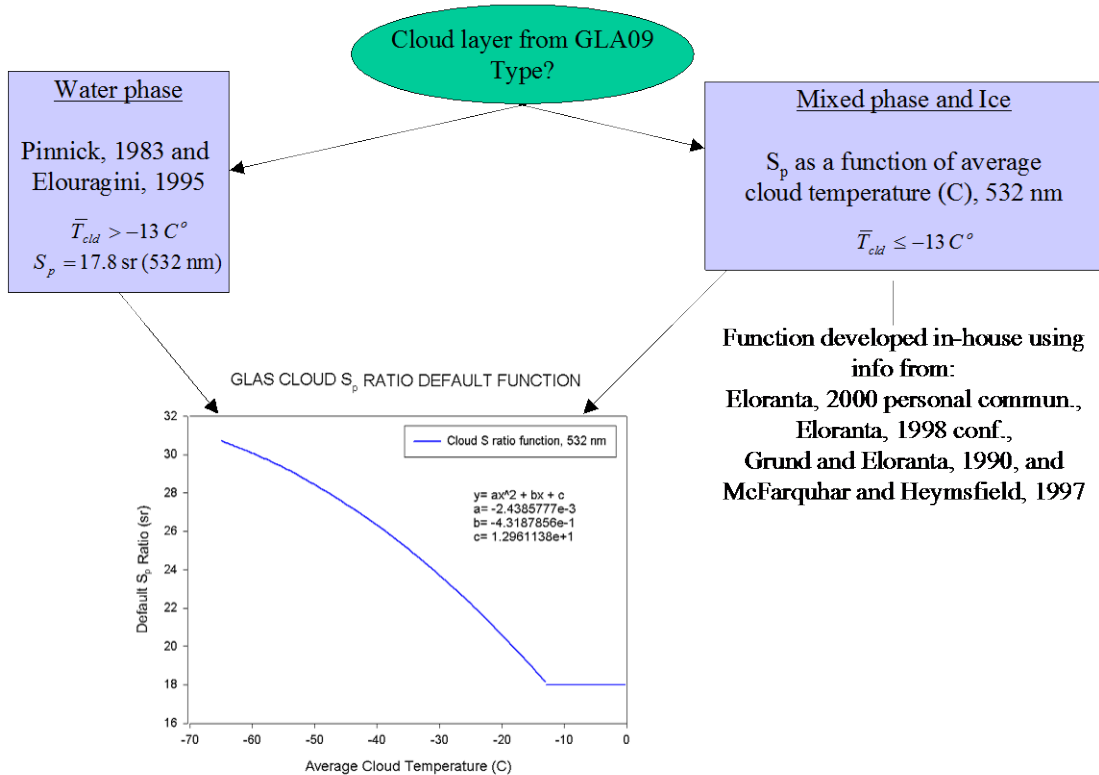 Cloud layer from GLA09
Type?
Water phase
Pinnick, 1983 and
Elouragini, 1995
T̅cld > −13 C°
Sp = 17.8 sr (532 nm)
Mixed phase and Ice
Sp as a function of average
cloud temperature (C), 532 nm
T̅cld ≤ −13 C°
Function developed in-house using
info from:
Eloranta, 2000 personal commun.,
Eloranta, 1998 conf.,
Grund and Eloranta, 1990, and
McFarquhar and Heymsfield, 1997
GLAS CLOUD Sp RATIO DEFAULT FUNCTION
Cloud S ratio function, 532 nm
y= ax^2 + bx + c
a= -2.4385777e-3
b= -4.3187856e-1
c= 1.2961138e+1
Default Sp Ratio (sr)
32
30
28
26
24
22
20
18
16
-70 -60 -50 -40 -30 -20 -10 0
Average Cloud Temperature (C)